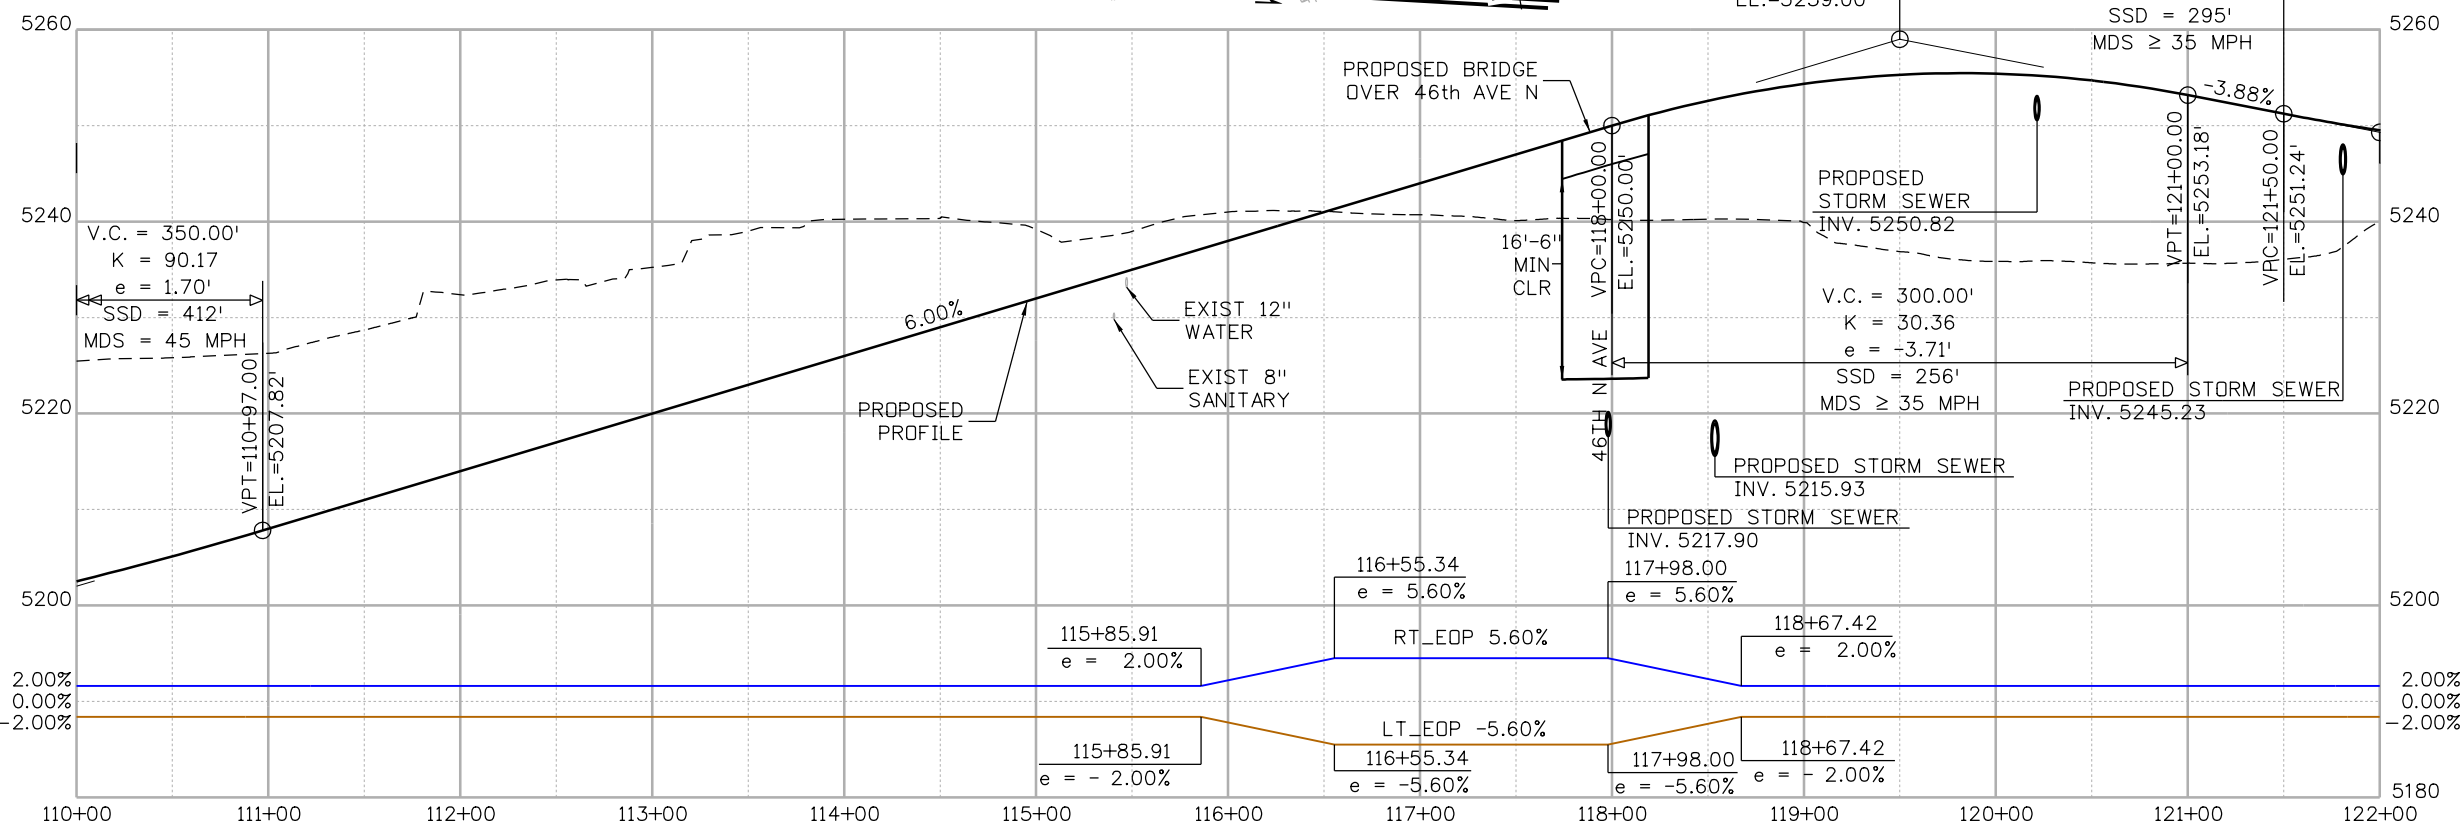 EL.=5259.00
SSD = 295'
MDS ≥ 35 MPH
5260
5260
PROPOSED BRIDGE
OVER 46th AVE N
-3.88%
5240
5240
V.C. = 350.00'
K = 90.17
e = 1.70'
SSD = 412'
MDS = 45 MPH
VPT=110+97.00
EL.=5207.82'
6.00%
PROPOSED
PROFILE
EXIST 12"
WATER
EXIST 8"
SANITARY
16'-6"
MIN
CLR
46TH N AVE
VPC=118+00.00
EL.=5250.00'
PROPOSED
STORM SEWER
INV. 5250.82
V.C. = 300.00'
K = 30.36
e = -3.71'
SSD = 256'
MDS ≥ 35 MPH
VPT=121+00.00
EL.=5253.18'
VRC=121+50.00
EL.=5251.24'
PROPOSED STORM SEWER
INV. 5245.23
5220
5220
PROPOSED STORM SEWER
INV. 5215.93
PROPOSED STORM SEWER
INV. 5217.90
5200
5200
116+55.34
e = 5.60%
117+98.00
e = 5.60%
115+85.91
e = 2.00%
RT_EOP 5.60%
118+67.42
e = 2.00%
2.00%
0.00%
-2.00%
2.00%
0.00%
-2.00%
LT_EOP -5.60%
115+85.91
e = - 2.00%
116+55.34
e = -5.60%
117+98.00
e = -5.60%
118+67.42
e = - 2.00%
5180
110+00
111+00
112+00
113+00
114+00
115+00
116+00
117+00
118+00
119+00
120+00
121+00
122+00